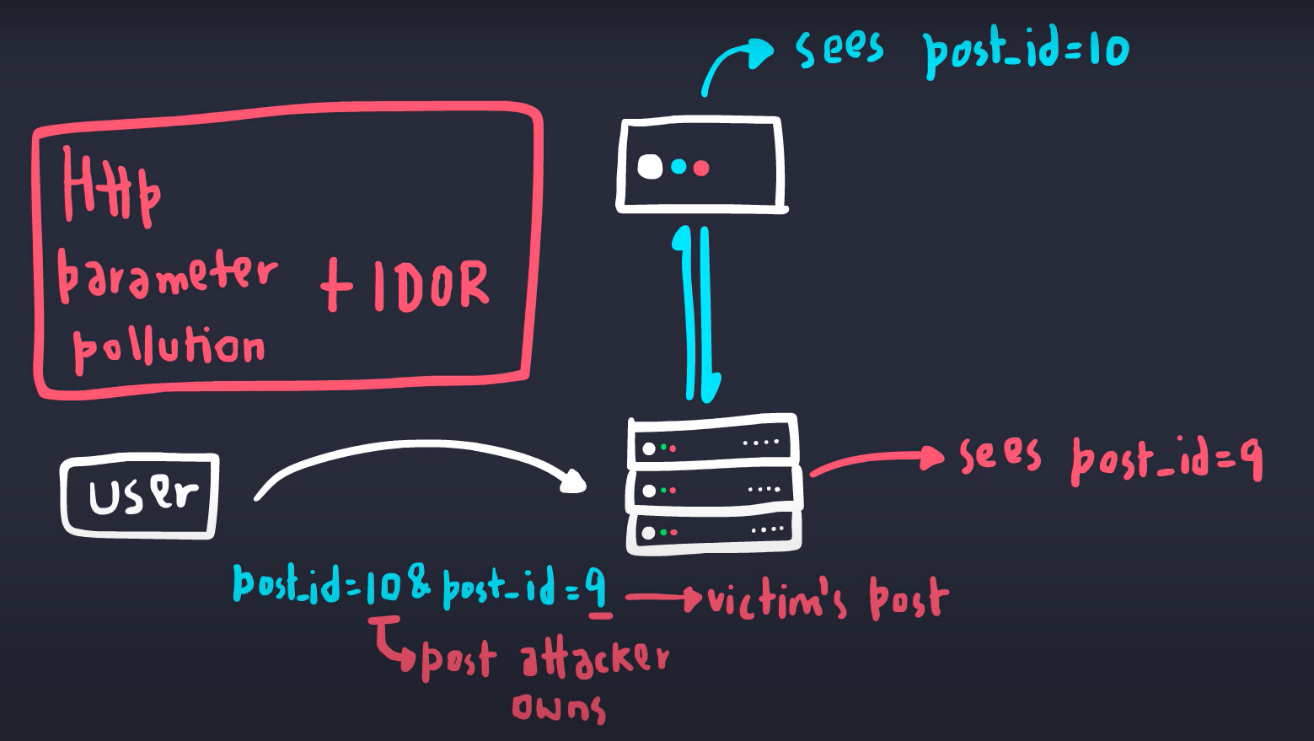 sees post_id=10
Http
parameter + IDOR
pollution
user
sees post_id=9
post_id=10 & post_id=9 victim's post
post attacker
owns